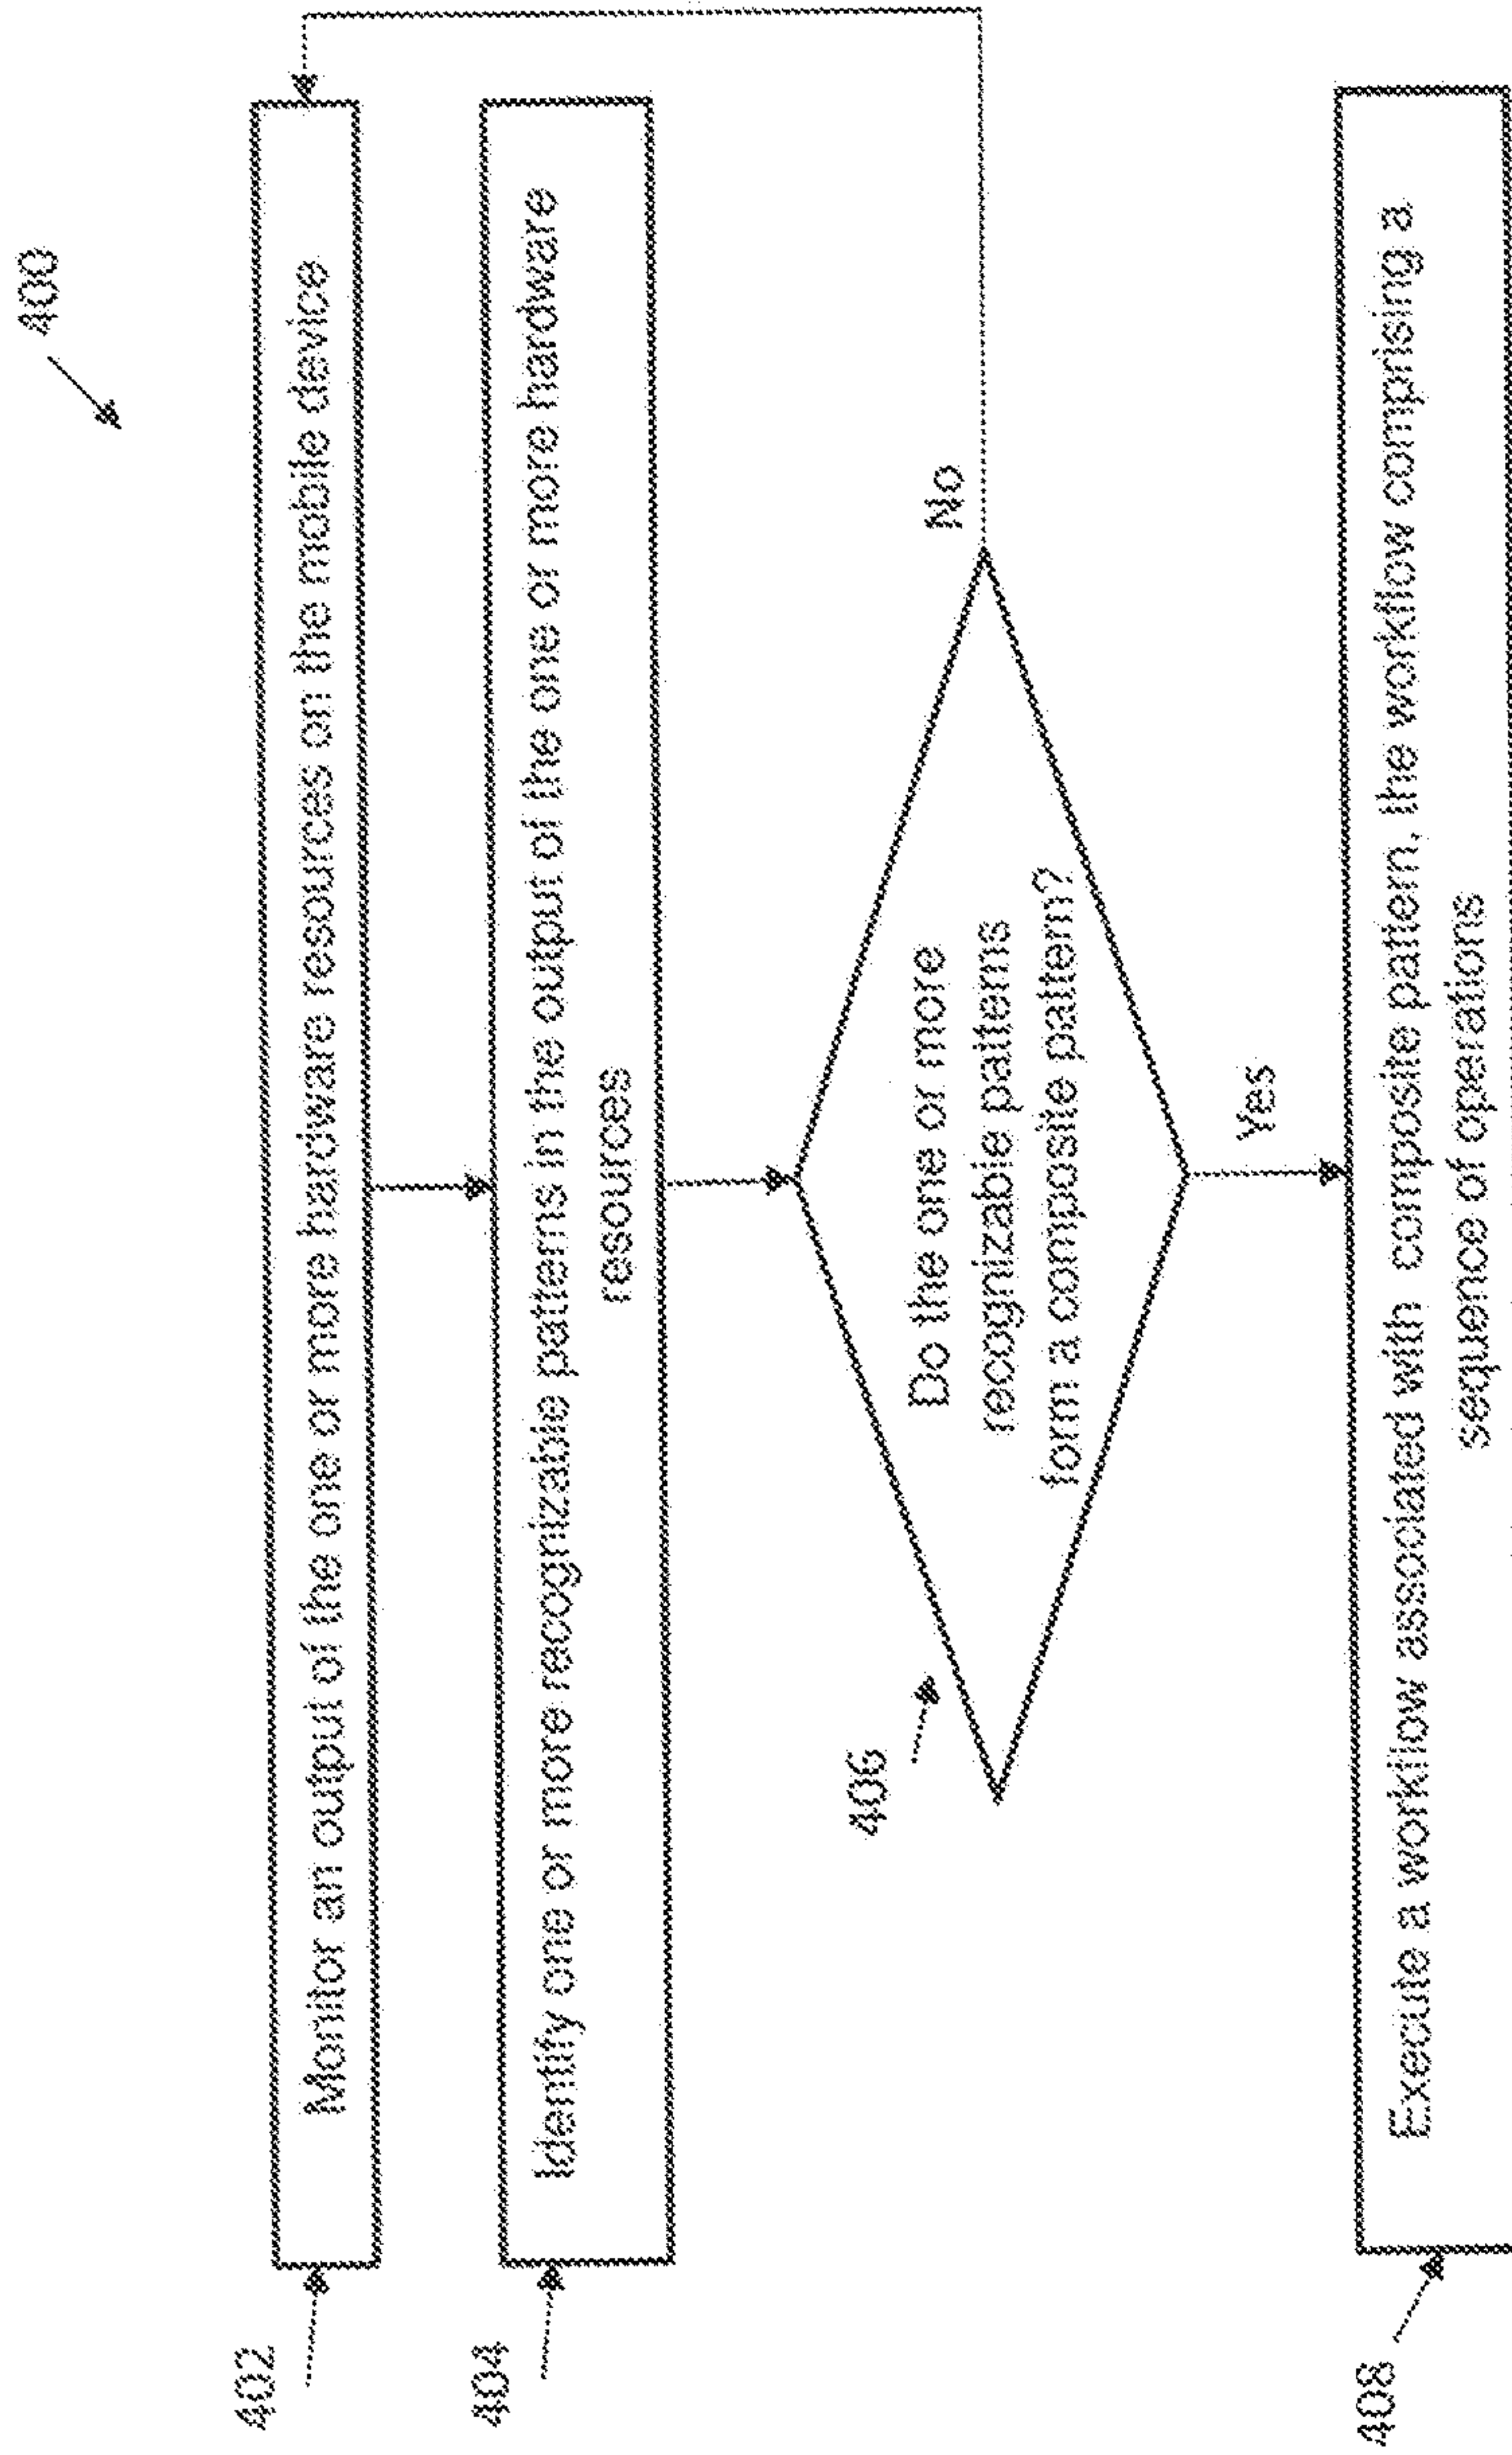 400
402
Monitor an output of the one or more hardware resources on the mobile device
404
Identify one or more recognizable patterns in the output of the one or more hardware
resources
406
Do the one or more
recognizable patterns
form a composite pattern?
No
Yes
408
Execute a workflow associated with composite pattern, the workflow comprising a
sequence of operations